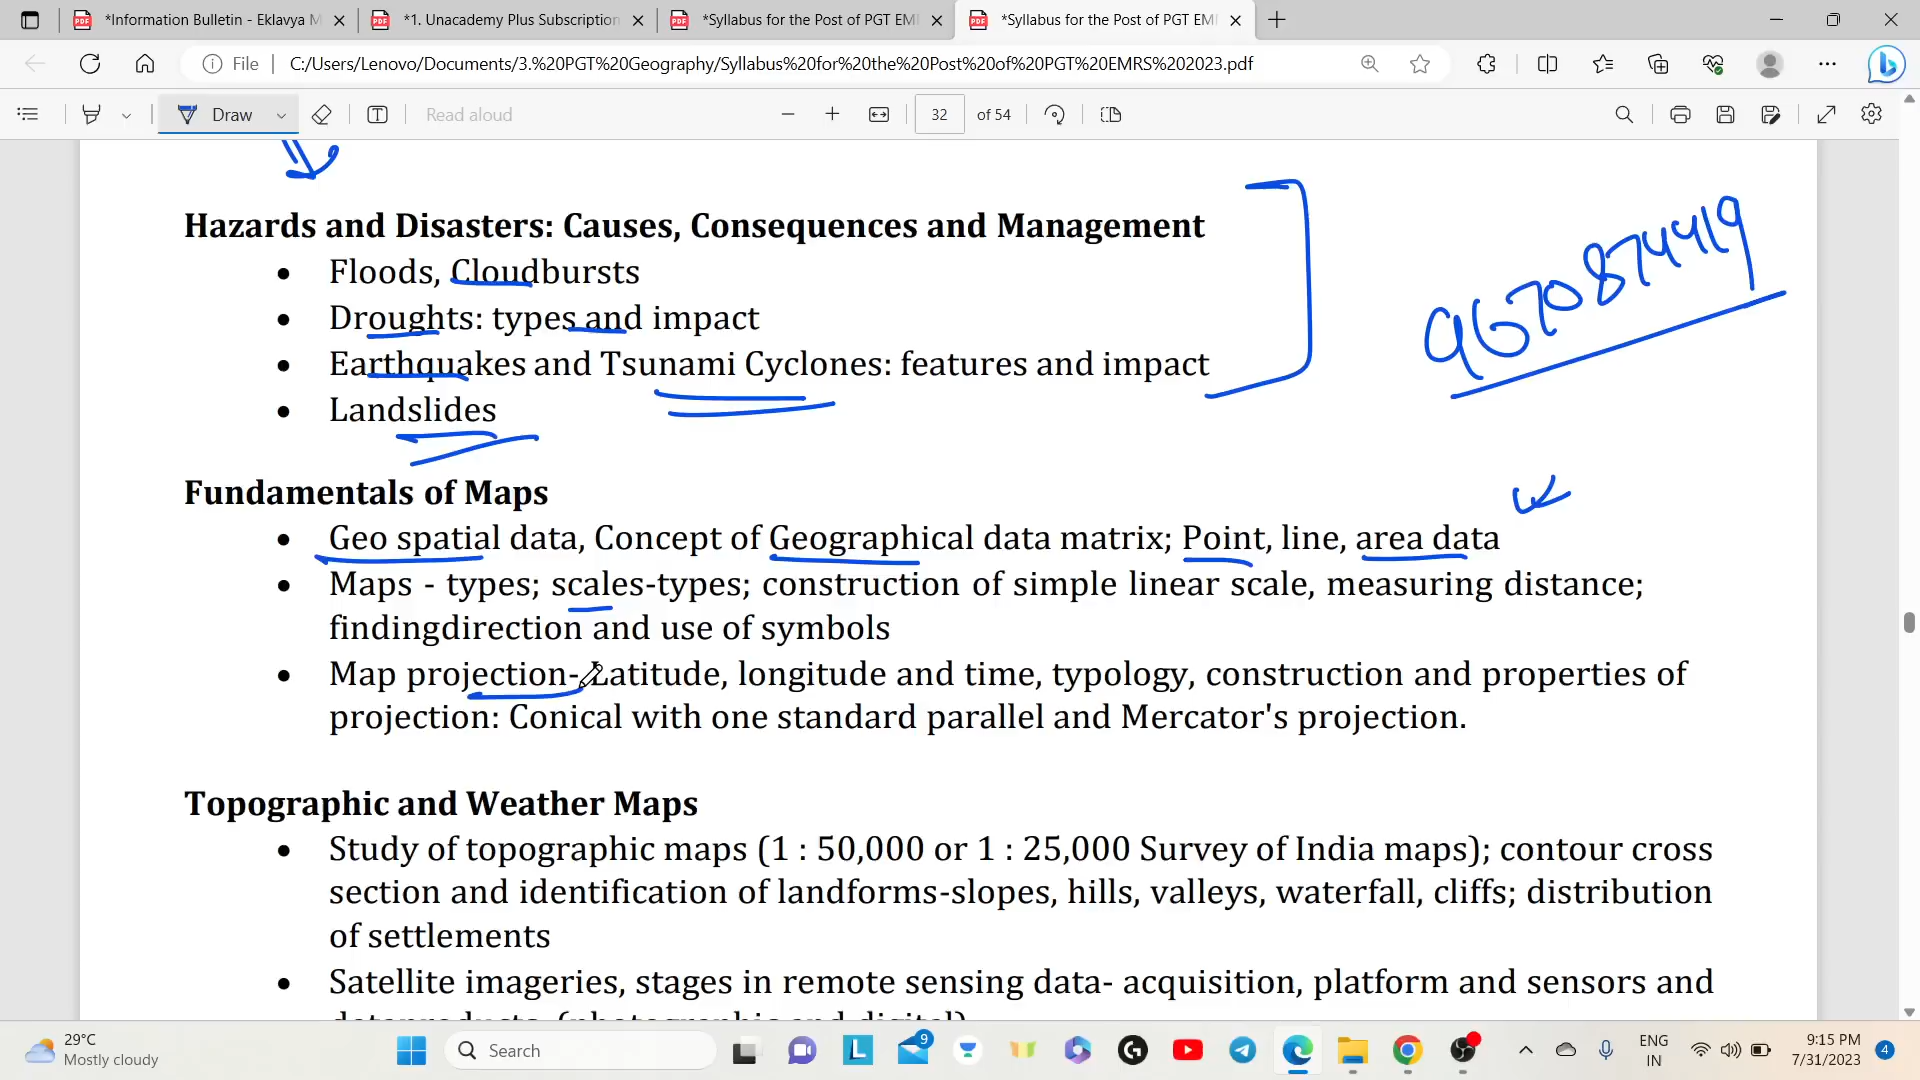 *Information Bulletin - Eklavya M
*1. Unacademy Plus Subscription
*Syllabus for the Post of PGT EMR
*Syllabus for the Post of PGT EMR
File
C:/Users/Lenovo/Documents/3.%20PGT%20Geography/Syllabus%20for%20the%20Post%20of%20PGT%20EMRS%202023.pdf
Draw
Read aloud
32 of 54
Hazards and Disasters: Causes, Consequences and Management
• Floods, Cloudbursts
• Droughts: types and impact
• Earthquakes and Tsunami Cyclones: features and impact
• Landslides
9670874419
Fundamentals of Maps
• Geo spatial data, Concept of Geographical data matrix; Point, line, area data
• Maps - types; scales-types; construction of simple linear scale, measuring distance;
findingdirection and use of symbols
• Map projection- Latitude, longitude and time, typology, construction and properties of
projection: Conical with one standard parallel and Mercator's projection.
Topographic and Weather Maps
• Study of topographic maps (1 : 50,000 or 1 : 25,000 Survey of India maps); contour cross
section and identification of landforms-slopes, hills, valleys, waterfall, cliffs; distribution
of settlements
• Satellite imageries, stages in remote sensing data- acquisition, platform and sensors and
dataproducts, (photographic and digital)
29°C
Mostly cloudy
Search
9
ENG
IN
9:15 PM
7/31/2023
4